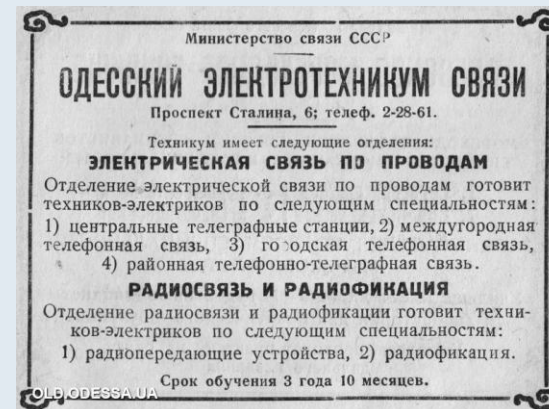 Министерство связи СССР
ОДЕССКИЙ ЭЛЕКТРОТЕХНИКУМ СВЯЗИ
Проспект Сталина, 6; телеф. 2-28-61.
Техникум имеет следующие отделения:
ЭЛЕКТРИЧЕСКАЯ СВЯЗЬ ПО ПРОВОДАМ
Отделение электрической связи по проводам готовит
техников-электриков по следующим специальностям:
1) центральные телеграфные станции, 2) междугородная
телефонная связь, 3) городская телефонная связь,
4) районная телефонно-телеграфная связь.
РАДИОСВЯЗЬ И РАДИОФИКАЦИЯ
Отделение радиосвязи и радиофикации готовит техни-
ков-электриков по следующим специальностям:
1) радиопередающие устройства, 2) радиофикация.
Срок обучения 3 года 10 месяцев.
OLD.ODESSA.UA